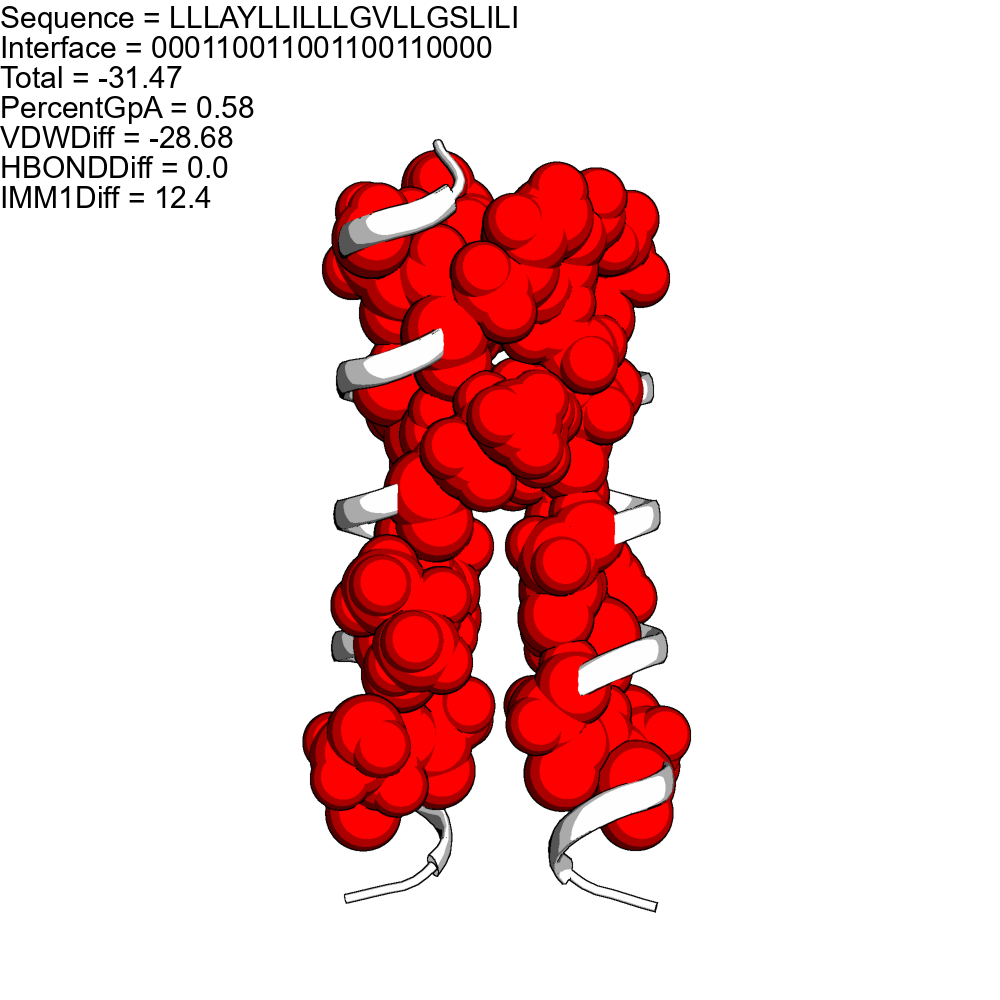 Sequence = LLLAYLLILLLGVLLGSLILI
Interface = 000110011001100110000
Total = -31.47
PercentGpA = 0.58
VDWDiff = -28.68
HBONDDiff = 0.0
IMM1Diff = 12.4